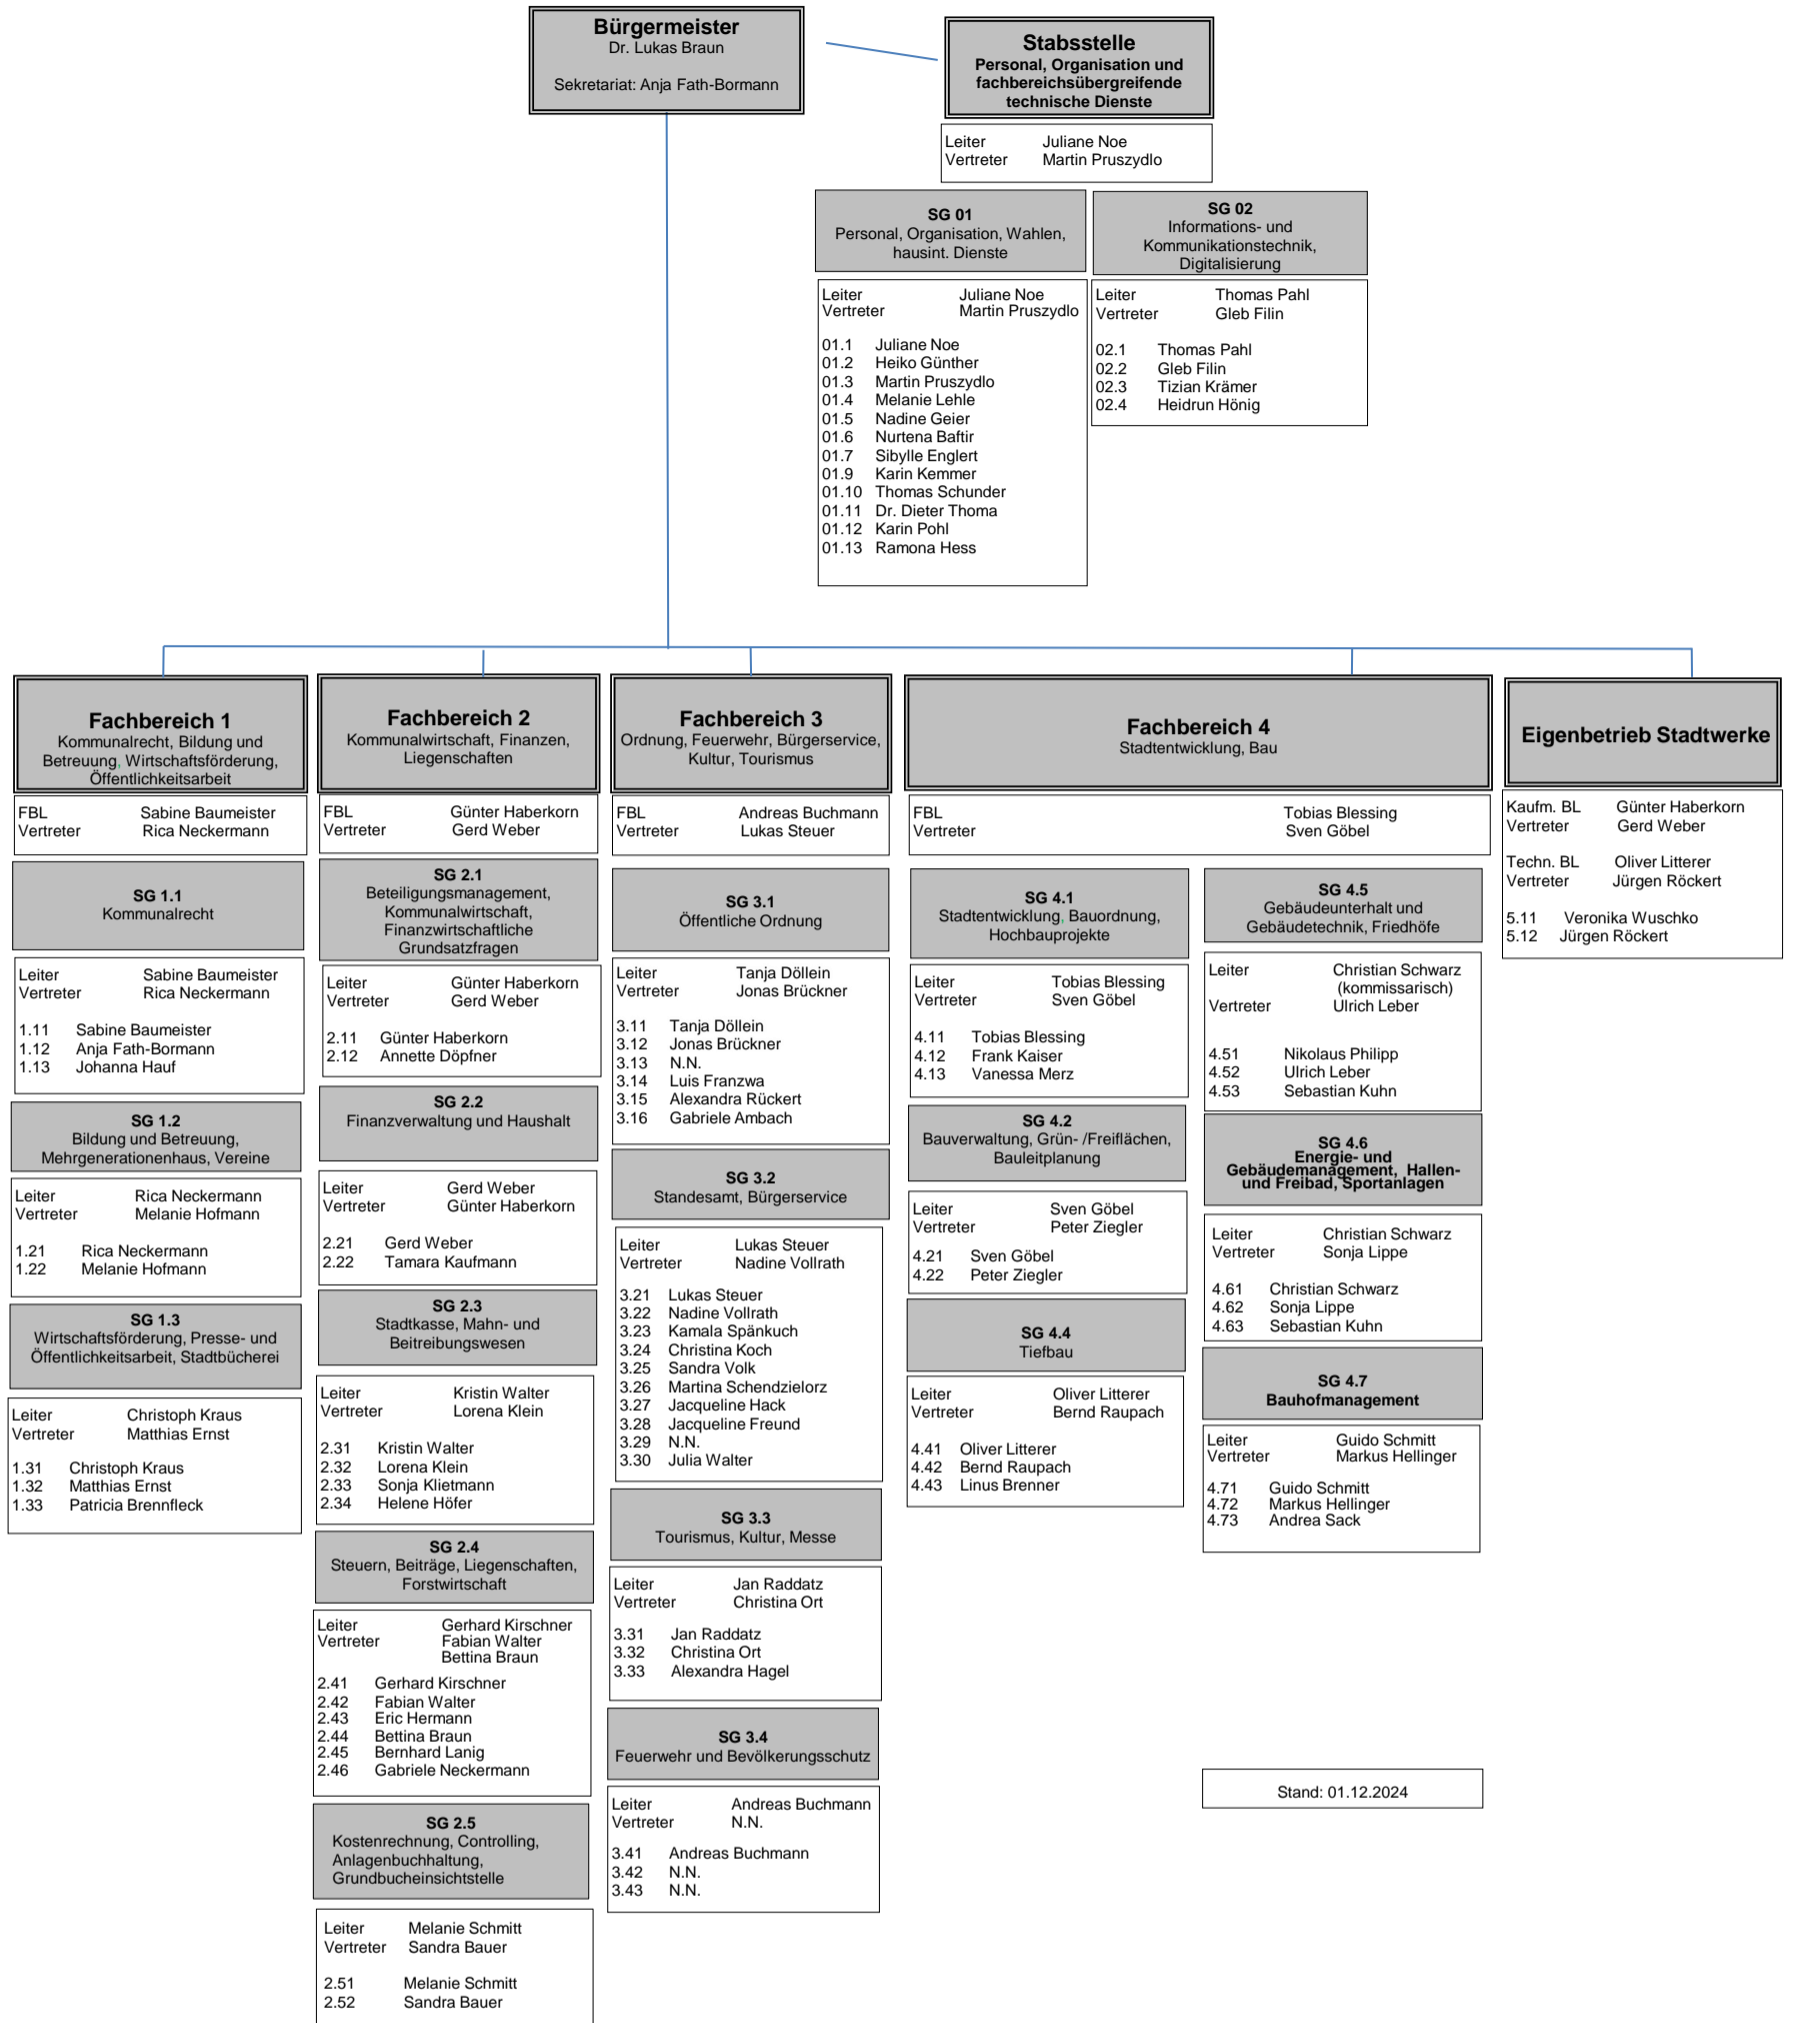 Bürgermeister
Dr. Lukas Braun
Sekretariat: Anja Fath-Bormann
Stabsstelle
Personal, Organisation und
fachbereichsübergreifende
technische Dienste
Leiter Juliane Noe
Vertreter Martin Pruszydlo
SG 01
Personal, Organisation, Wahlen,
hausint. Dienste
Leiter Juliane Noe
Vertreter Martin Pruszydlo
01.1 Juliane Noe
01.2 Heiko Günther
01.3 Martin Pruszydlo
01.4 Melanie Lehle
01.5 Nadine Geier
01.6 Nurtena Baftir
01.7 Sibylle Englert
01.9 Karin Kemmer
01.10 Thomas Schunder
01.11 Dr. Dieter Thoma
01.12 Karin Pohl
01.13 Ramona Hess
SG 02
Informations- und
Kommunikationstechnik,
Digitalisierung
Leiter Thomas Pahl
Vertreter Gleb Filin
02.1 Thomas Pahl
02.2 Gleb Filin
02.3 Tizian Krämer
02.4 Heidrun Hönig
Fachbereich 1
Kommunalrecht, Bildung und
Betreuung, Wirtschaftsförderung,
Öffentlichkeitsarbeit
FBL Sabine Baumeister
Vertreter Rica Neckermann
SG 1.1
Kommunalrecht
Leiter Sabine Baumeister
Vertreter Rica Neckermann
1.11 Sabine Baumeister
1.12 Anja Fath-Bormann
1.13 Johanna Hauf
SG 1.2
Bildung und Betreuung,
Mehrgenerationenhaus, Vereine
Leiter Rica Neckermann
Vertreter Melanie Hofmann
1.21 Rica Neckermann
1.22 Melanie Hofmann
SG 1.3
Wirtschaftsförderung, Presse- und
Öffentlichkeitsarbeit, Stadtbücherei
Leiter Christoph Kraus
Vertreter Matthias Ernst
1.31 Christoph Kraus
1.32 Matthias Ernst
1.33 Patricia Brennfleck
Fachbereich 2
Kommunalwirtschaft, Finanzen,
Liegenschaften
FBL Günter Haberkorn
Vertreter Gerd Weber
SG 2.1
Beteiligungsmanagement,
Kommunalwirtschaft,
Finanzwirtschaftliche
Grundsatzfragen
Leiter Günter Haberkorn
Vertreter Gerd Weber
2.11 Günter Haberkorn
2.12 Annette Döpfner
SG 2.2
Finanzverwaltung und Haushalt
Leiter Gerd Weber
Vertreter Günter Haberkorn
2.21 Gerd Weber
2.22 Tamara Kaufmann
SG 2.3
Stadtkasse, Mahn- und
Beitreibungswesen
Leiter Kristin Walter
Vertreter Lorena Klein
2.31 Kristin Walter
2.32 Lorena Klein
2.33 Sonja Klietmann
2.34 Helene Höfer
SG 2.4
Steuern, Beiträge, Liegenschaften,
Forstwirtschaft
Leiter Gerhard Kirschner
Vertreter Fabian Walter
Bettina Braun
2.41 Gerhard Kirschner
2.42 Fabian Walter
2.43 Eric Hermann
2.44 Bettina Braun
2.45 Bernhard Lanig
2.46 Gabriele Neckermann
SG 2.5
Kostenrechnung, Controlling,
Anlagenbuchhaltung,
Grundbucheinsichtstelle
Leiter Melanie Schmitt
Vertreter Sandra Bauer
2.51 Melanie Schmitt
2.52 Sandra Bauer
Fachbereich 3
Ordnung, Feuerwehr, Bürgerservice,
Kultur, Tourismus
FBL Andreas Buchmann
Vertreter Lukas Steuer
SG 3.1
Öffentliche Ordnung
Leiter Tanja Döllein
Vertreter Jonas Brückner
3.11 Tanja Döllein
3.12 Jonas Brückner
3.13 N.N.
3.14 Luis Franzwa
3.15 Alexandra Rückert
3.16 Gabriele Ambach
SG 3.2
Standesamt, Bürgerservice
Leiter Lukas Steuer
Vertreter Nadine Vollrath
3.21 Lukas Steuer
3.22 Nadine Vollrath
3.23 Kamala Spänkuch
3.24 Christina Koch
3.25 Sandra Volk
3.26 Martina Schendzielorz
3.27 Jacqueline Hack
3.28 Jacqueline Freund
3.29 N.N.
3.30 Julia Walter
SG 3.3
Tourismus, Kultur, Messe
Leiter Jan Raddatz
Vertreter Christina Ort
3.31 Jan Raddatz
3.32 Christina Ort
3.33 Alexandra Hagel
SG 3.4
Feuerwehr und Bevölkerungsschutz
Leiter Andreas Buchmann
Vertreter N.N.
3.41 Andreas Buchmann
3.42 N.N.
3.43 N.N.
Fachbereich 4
Stadtentwicklung, Bau
FBL Tobias Blessing
Vertreter Sven Göbel
SG 4.1
Stadtentwicklung, Bauordnung,
Hochbauprojekte
Leiter Tobias Blessing
Vertreter Sven Göbel
4.11 Tobias Blessing
4.12 Frank Kaiser
4.13 Vanessa Merz
SG 4.2
Bauverwaltung, Grün- /Freiflächen,
Bauleitplanung
Leiter Sven Göbel
Vertreter Peter Ziegler
4.21 Sven Göbel
4.22 Peter Ziegler
SG 4.4
Tiefbau
Leiter Oliver Litterer
Vertreter Bernd Raupach
4.41 Oliver Litterer
4.42 Bernd Raupach
4.43 Linus Brenner
SG 4.5
Gebäudeunterhalt und
Gebäudetechnik, Friedhöfe
Leiter Christian Schwarz
(kommissarisch)
Vertreter Ulrich Leber
4.51 Nikolaus Philipp
4.52 Ulrich Leber
4.53 Sebastian Kuhn
SG 4.6
Energie- und
Gebäudemanagement, Hallen-
und Freibad, Sportanlagen
Leiter Christian Schwarz
Vertreter Sonja Lippe
4.61 Christian Schwarz
4.62 Sonja Lippe
4.63 Sebastian Kuhn
SG 4.7
Bauhofmanagement
Leiter Guido Schmitt
Vertreter Markus Hellinger
4.71 Guido Schmitt
4.72 Markus Hellinger
4.73 Andrea Sack
Eigenbetrieb Stadtwerke
Kaufm. BL Günter Haberkorn
Vertreter Gerd Weber
Techn. BL Oliver Litterer
Vertreter Jürgen Röckert
5.11 Veronika Wuschko
5.12 Jürgen Röckert
Stand: 01.12.2024